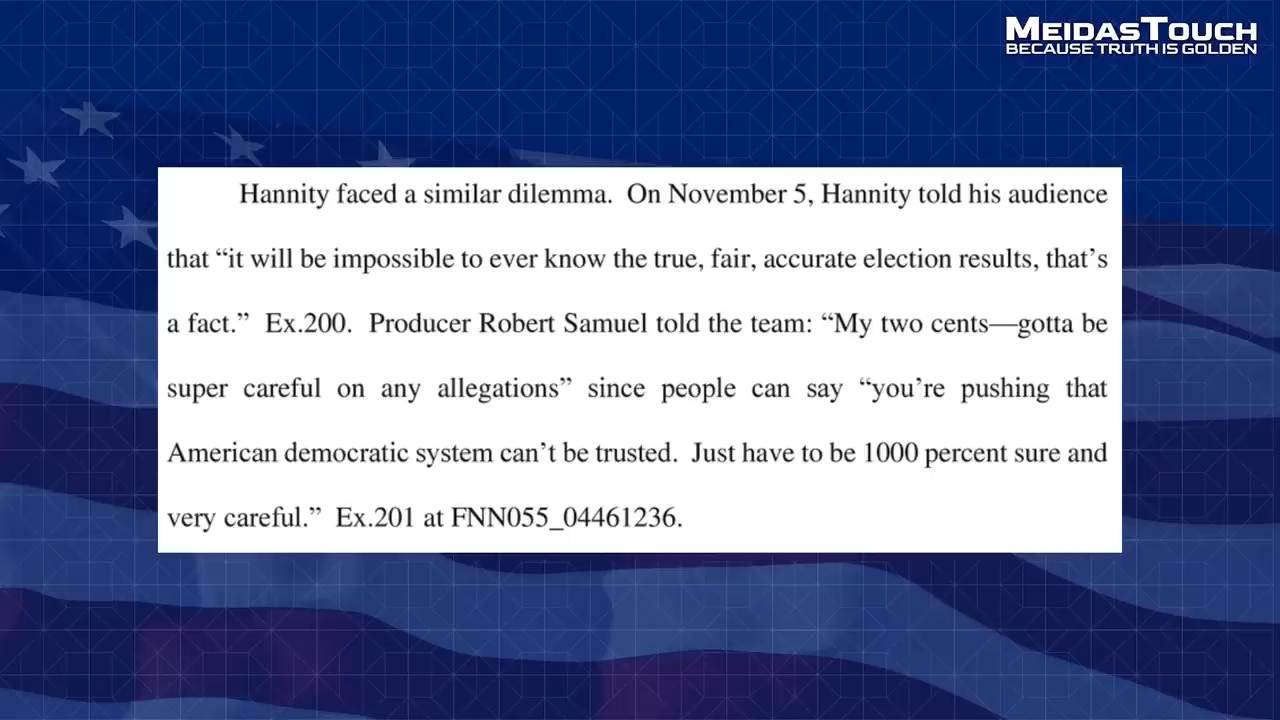 MEIDASTOUCH
BECAUSE TRUTH IS GOLDEN
Hannity faced a similar dilemma. On November 5, Hannity told his audience
that “it will be impossible to ever know the true, fair, accurate election results, that’s
a fact.” Ex.200. Producer Robert Samuel told the team: “My two cents—gotta be
super careful on any allegations” since people can say “you’re pushing that
American democratic system can’t be trusted. Just have to be 1000 percent sure and
very careful.” Ex.201 at FNN055_04461236.